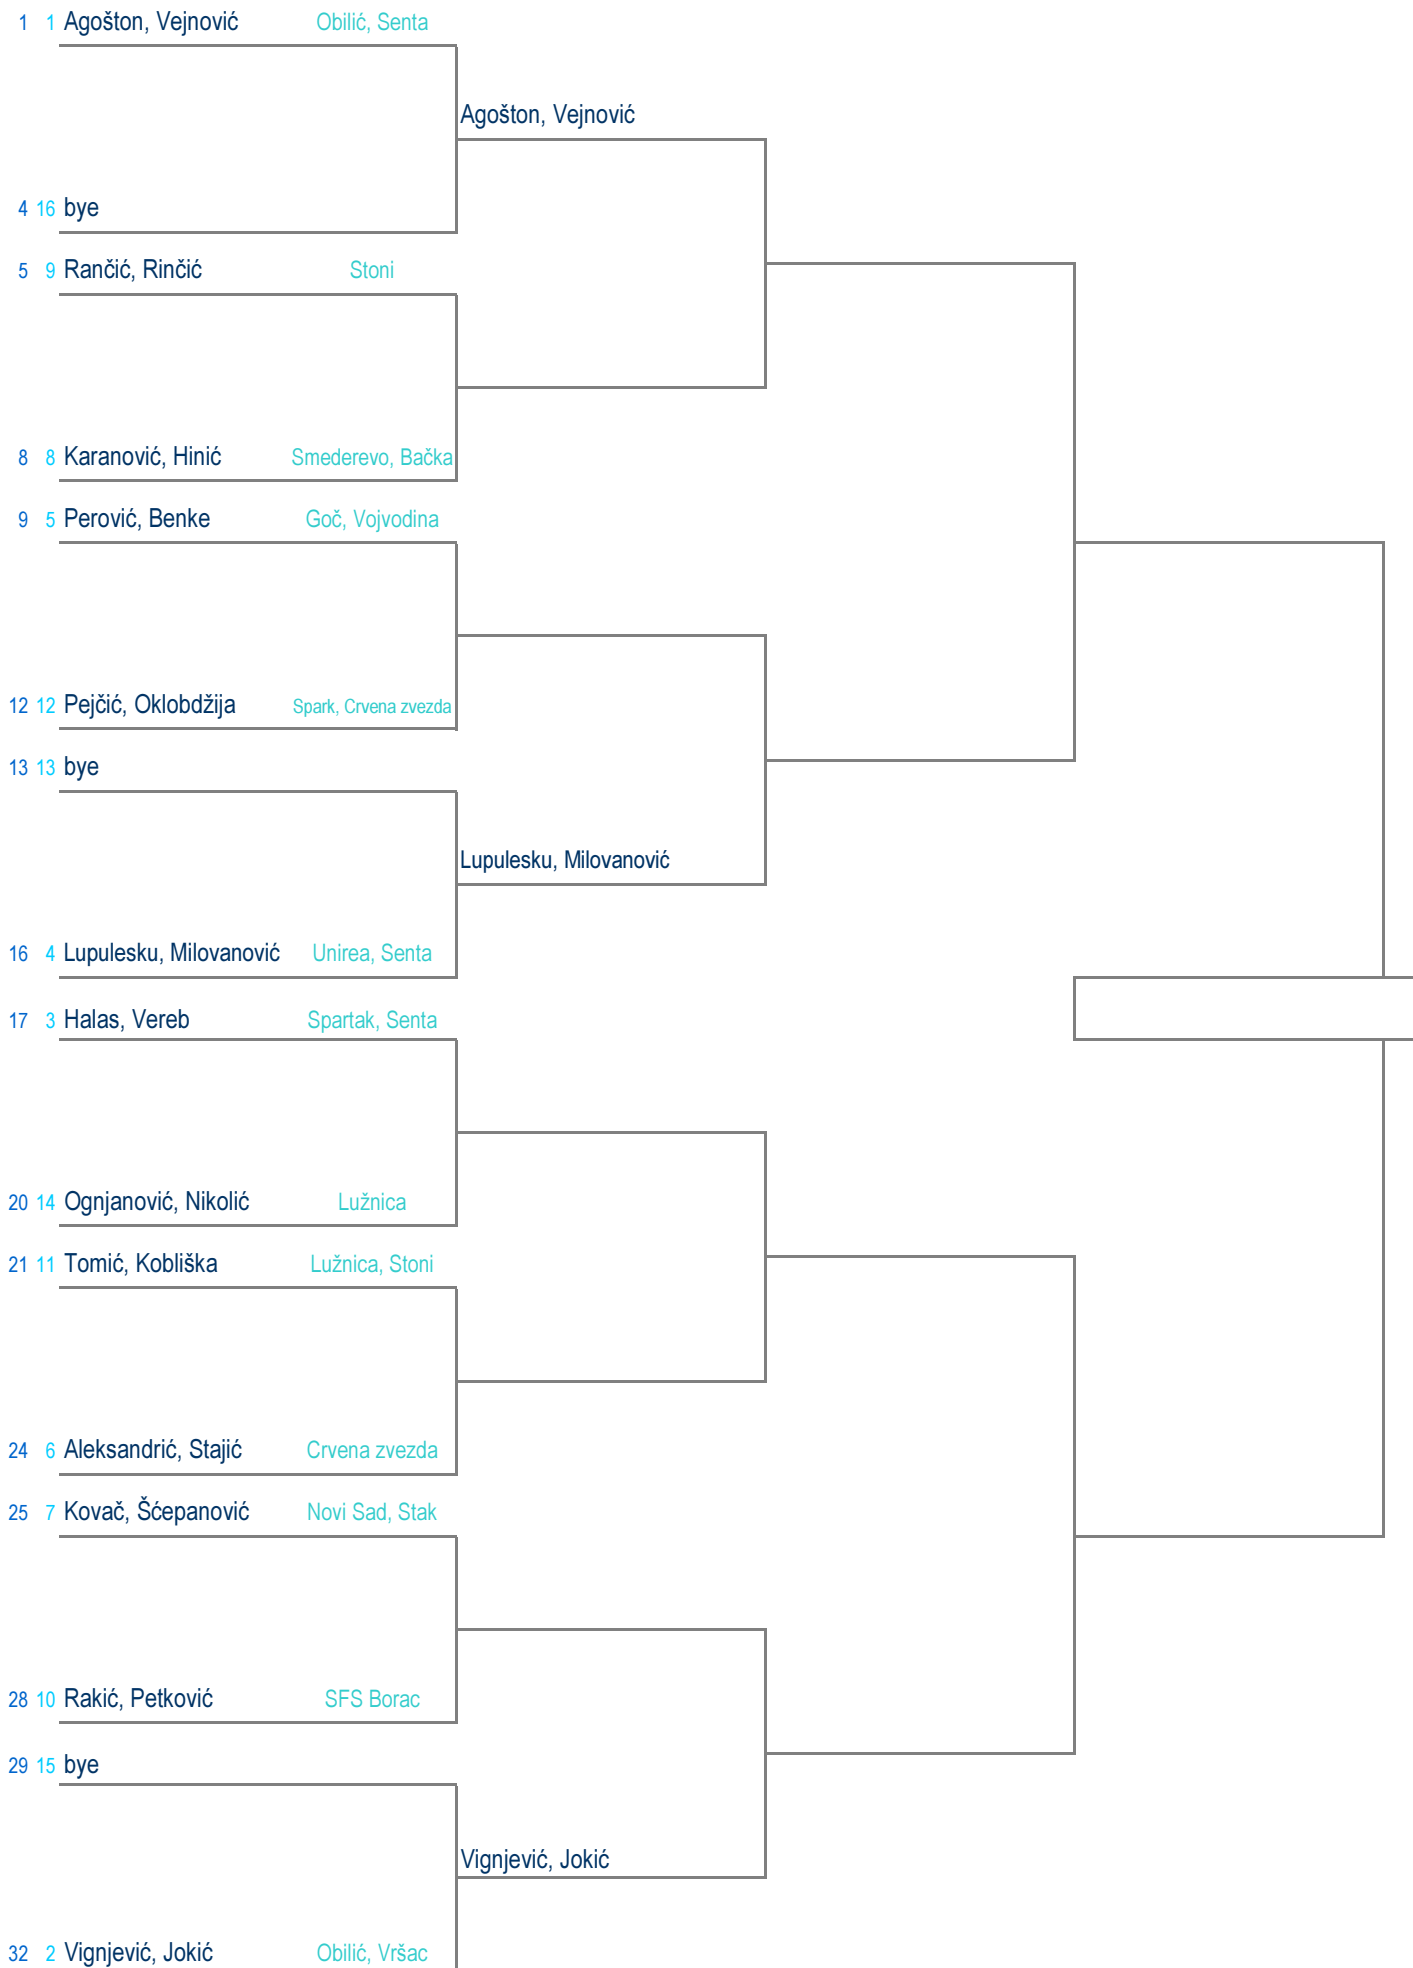 1 1 Agošton, Vejnović Obilić, Senta
Agošton, Vejnović
4 16 bye
5 9 Rančić, Rinčić Stoni
8 8 Karanović, Hinić Smederevo, Bačka
9 5 Perović, Benke Goč, Vojvodina
12 12 Pejčić, Oklobdžija Spark, Crvena zvezda
13 13 bye
Lupulesku, Milovanović
16 4 Lupulesku, Milovanović Unirea, Senta
17 3 Halas, Vereb Spartak, Senta
20 14 Ognjanović, Nikolić Lužnica
21 11 Tomić, Kobliška Lužnica, Stoni
24 6 Aleksandrić, Stajić Crvena zvezda
25 7 Kovač, Šćepanović Novi Sad, Stak
28 10 Rakić, Petković SFS Borac
29 15 bye
Vignjević, Jokić
32 2 Vignjević, Jokić Obilić, Vršac